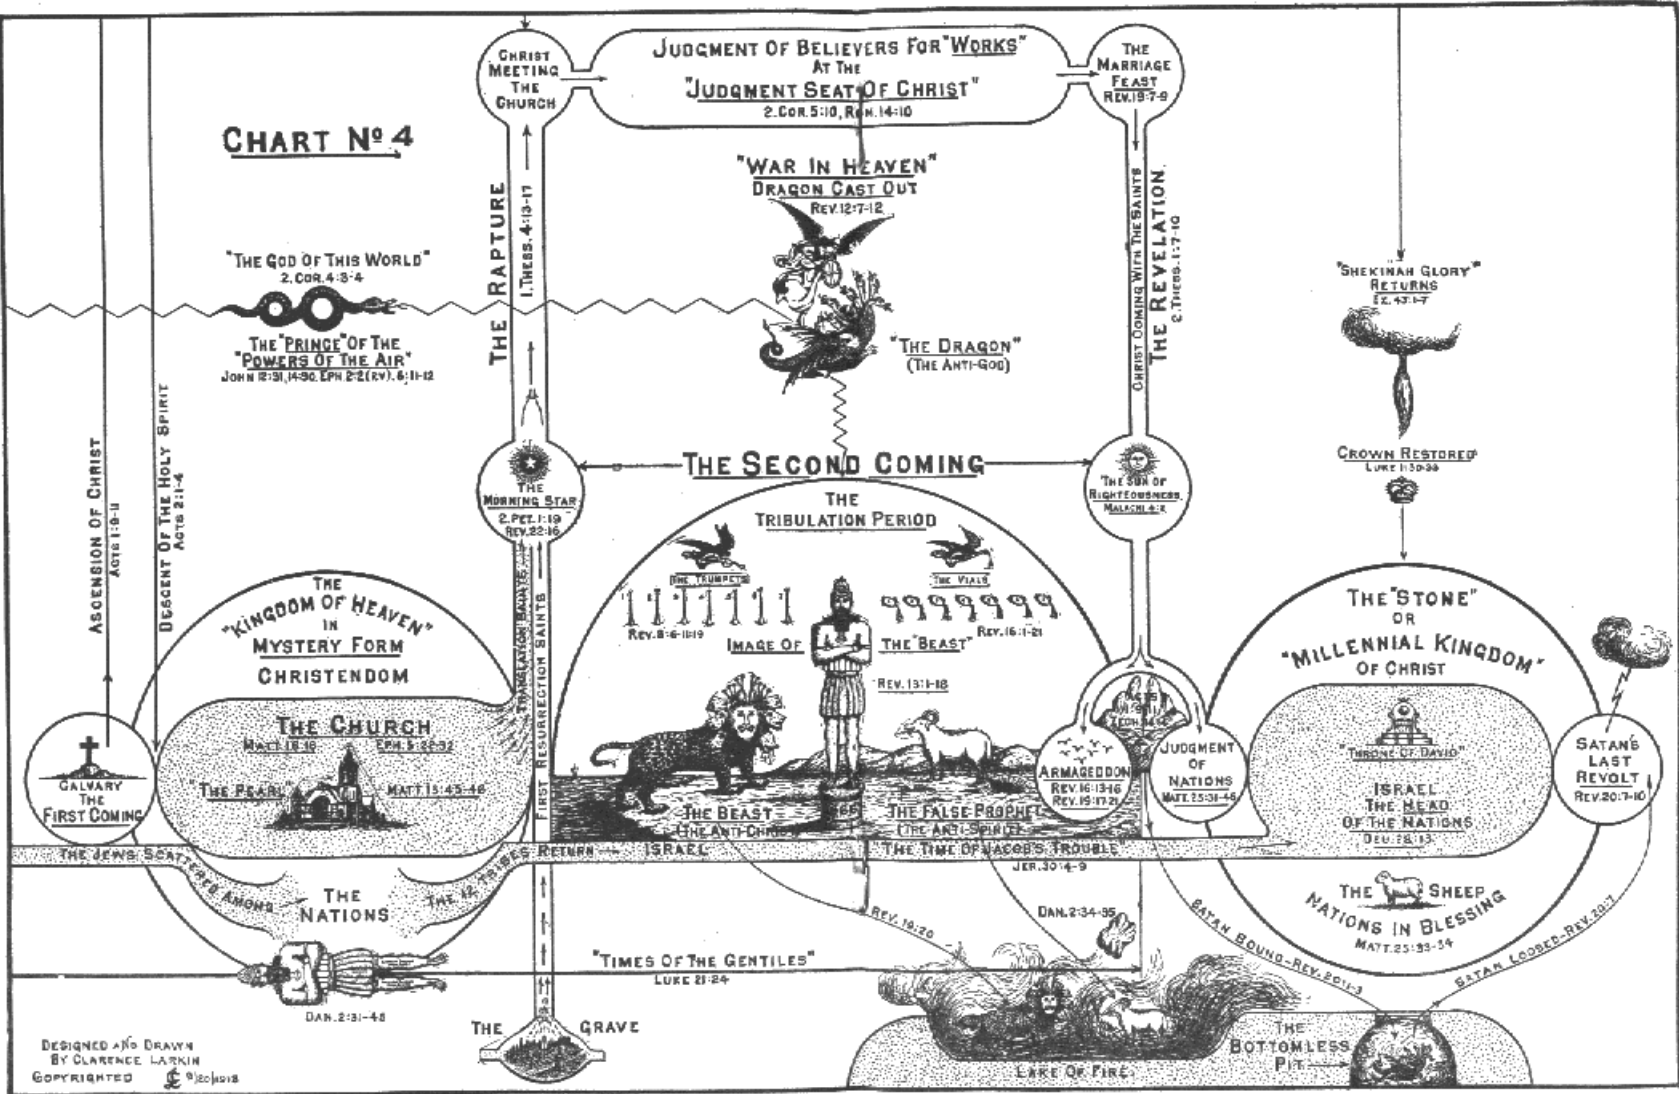 CHART Nº 4
CHRIST
MEETING
THE
CHURCH
JUDGMENT OF BELIEVERS FOR "WORKS"
AT THE
"JUDGMENT SEAT OF CHRIST"
2.COR.5:10, ROM.14:10
THE
MARRIAGE
FEAST
REV.19:7-9
"WAR IN HEAVEN"
DRAGON CAST OUT
REV.12:7-12
"THE DRAGON"
(THE ANTI-GOD)
"THE GOD OF THIS WORLD"
2.COR.4:3-4
THE "PRINCE" OF THE
"POWERS OF THE AIR"
JOHN 12:31,14:30. EPH 2:2(RV). 6:11-12
THE RAPTURE
1.THESS.4:13-17
CHRIST COMING WITH THE SAINTS
THE REVELATION
2.THESS.1:7-10
"SHEKINAH GLORY"
RETURNS
EZ.43:1-7
CROWN RESTORED
LUKE 1:30-33
ASCENSION OF CHRIST
ACTS 1:9-11
DESCENT OF THE HOLY SPIRIT
ACTS 2:1-4
THE
MORNING STAR
2.PET.1:19
REV.22:16
THE SECOND COMING
THE SUN OF
RIGHTEOUSNESS
MALACHI 4:2
THE
"KINGDOM OF HEAVEN"
IN
MYSTERY FORM
CHRISTENDOM
THE CHURCH
MATT.16:18
EPH.5:22-32
"THE PEARL"
MATT.13:45-46
CALVARY
THE
FIRST COMING
TRANSLATION SAINTS
FIRST RESURRECTION SAINTS
THE
TRIBULATION PERIOD
THE TRUMPETS
REV.8:6-11:19
THE VIALS
REV.16:1-21
IMAGE OF THE "BEAST"
REV.13:11-18
THE BEAST
(THE ANTI-CHRIST)
666
THE FALSE PROPHET
(THE ANTI-SPIRIT)
ARMAGEDDON
REV.16:13-16
REV.19:17-21
JUDGMENT
OF
NATIONS
MATT.25:31-46
THE "STONE"
OR
"MILLENNIAL KINGDOM"
OF CHRIST
"THRONE OF DAVID"
ISRAEL
THE HEAD
OF THE NATIONS
DEU.28:13
THE SHEEP
NATIONS IN BLESSING
MATT.25:33-34
SATAN'S
LAST
REVOLT
REV.20:7-10
THE JEWS SCATTERED AMONG
THE
NATIONS
THE 12 TRIBES RETURN
ISRAEL
"THE TIME OF JACOB'S TROUBLE"
JER.30:4-9
REV.19:20
DAN.2:34-35
SATAN BOUND-REV.20:1-3
SATAN LOOSED-REV.20:7
"TIMES OF THE GENTILES"
LUKE 21:24
DAN.2:31-45
THE GRAVE
LAKE OF FIRE
THE
BOTTOMLESS
PIT
DESIGNED AND DRAWN
BY CLARENCE LARKIN
COPYRIGHTED